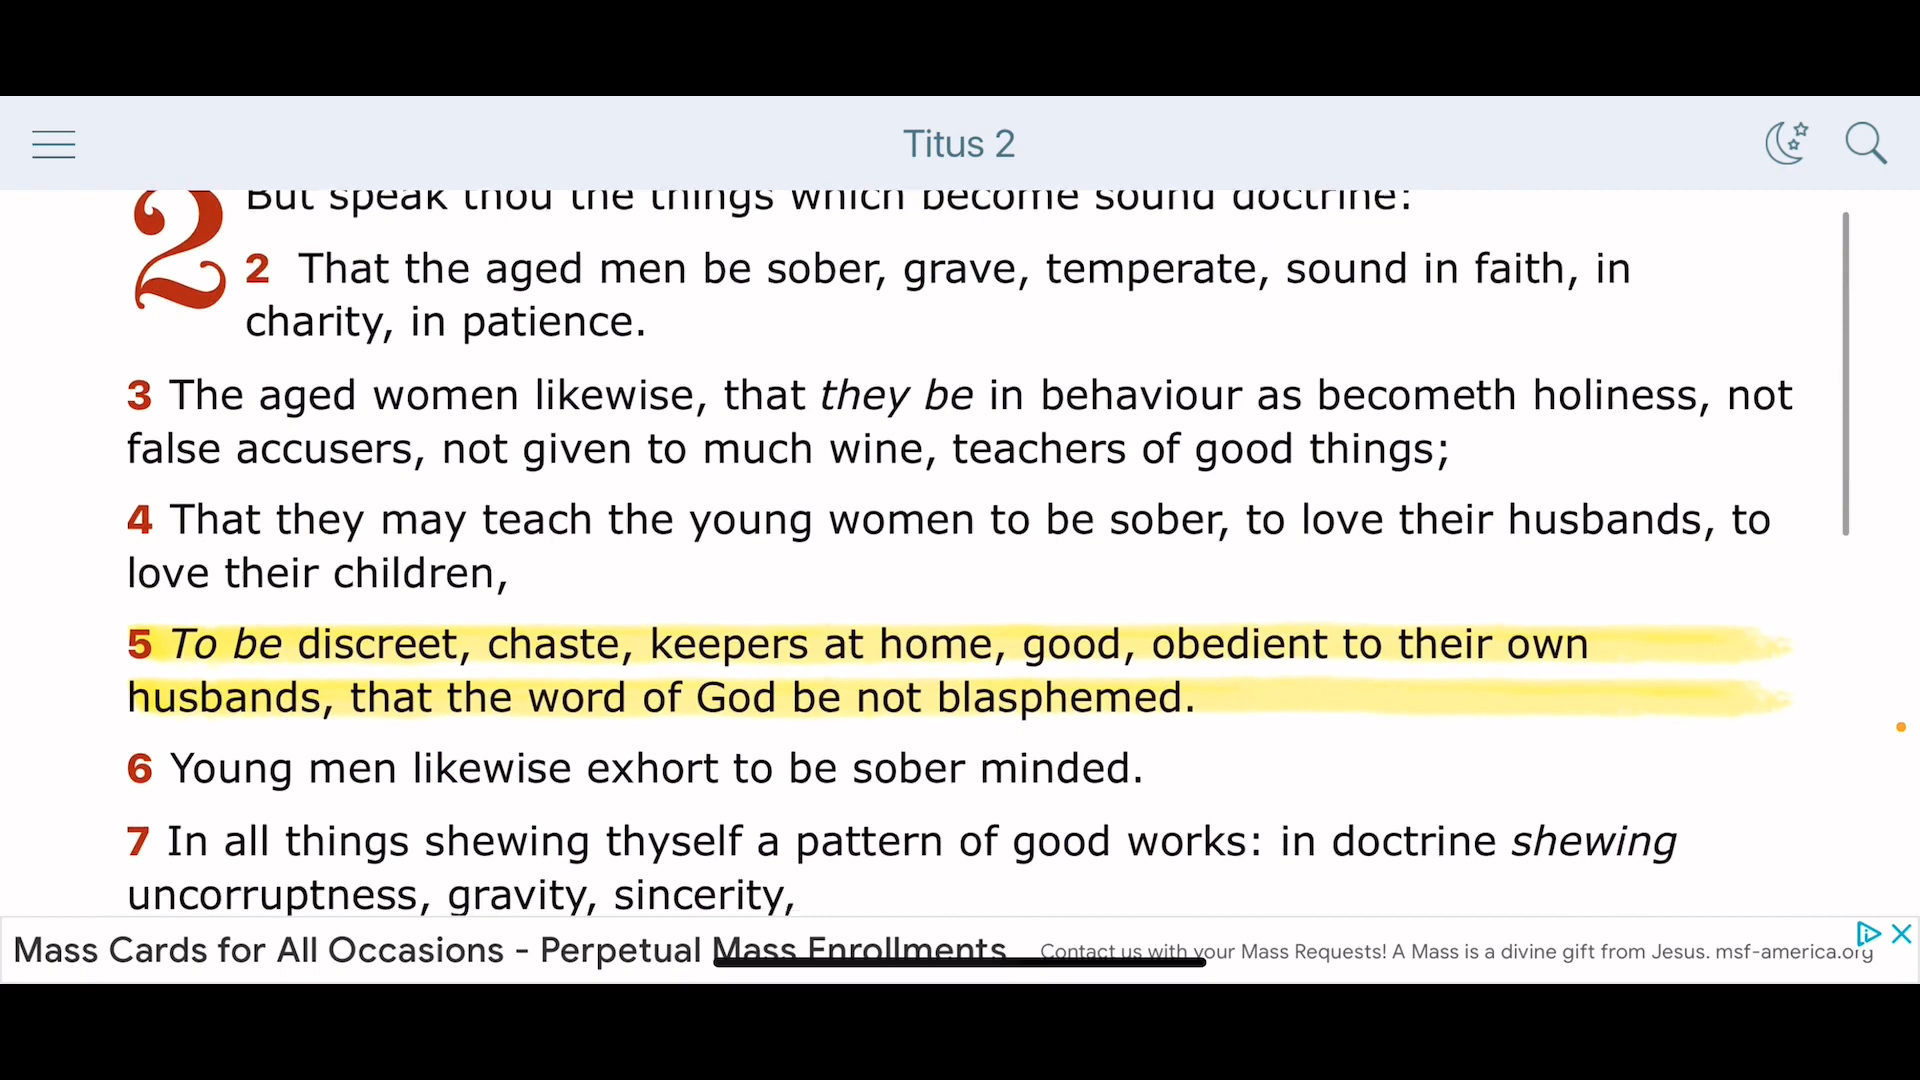 Titus 2
2 But speak thou the things which become sound doctrine:
2 That the aged men be sober, grave, temperate, sound in faith, in
charity, in patience.
3 The aged women likewise, that they be in behaviour as becometh holiness, not
false accusers, not given to much wine, teachers of good things;
4 That they may teach the young women to be sober, to love their husbands, to
love their children,
5 To be discreet, chaste, keepers at home, good, obedient to their own
husbands, that the word of God be not blasphemed.
6 Young men likewise exhort to be sober minded.
7 In all things shewing thyself a pattern of good works: in doctrine shewing
uncorruptness, gravity, sincerity,
Mass Cards for All Occasions - Perpetual Mass Enrollments Contact us with your Mass Requests! A Mass is a divine gift from Jesus. msf-america.org